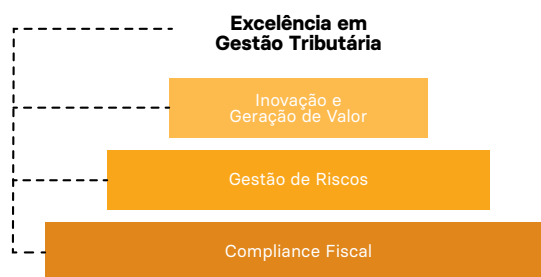 Excelência em
Gestão Tributária
Inovação e
Geração de Valor
Gestão de Riscos
Compliance Fiscal